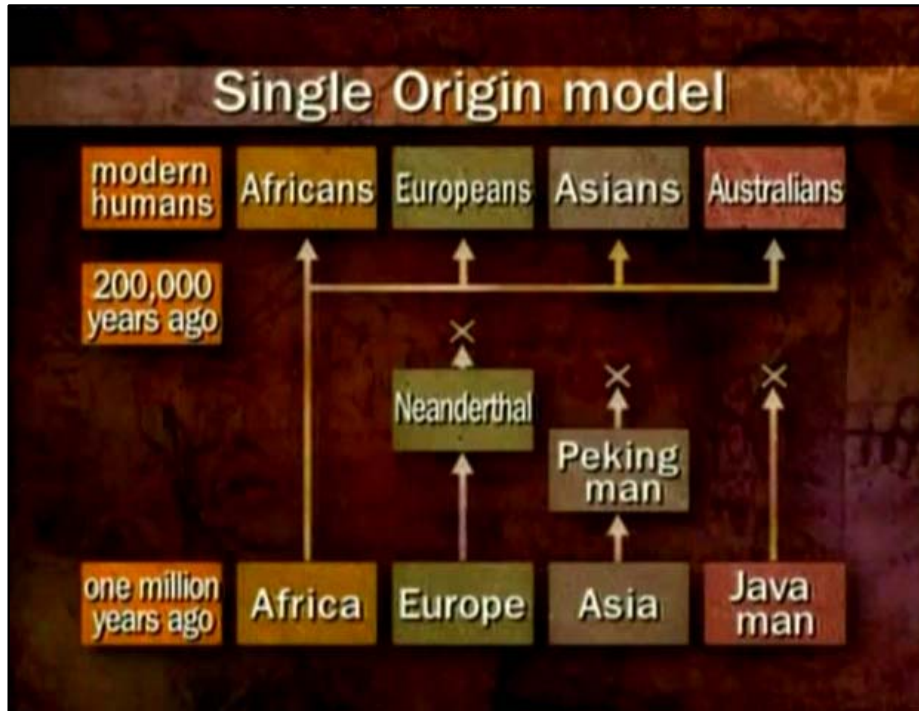 Single Origin model
modern
humans
Africans
Europeans
Asians
Australians
200,000
years ago
Neanderthal
Peking
man
one million
years ago
Africa
Europe
Asia
Java
man